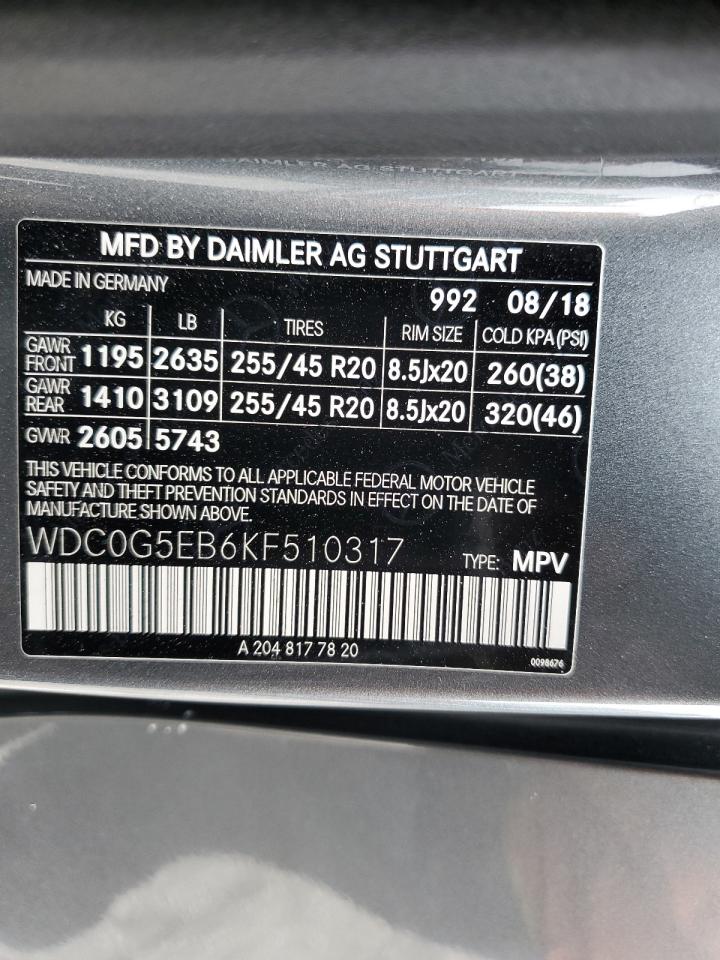 DAIMLER AG STUTTGART
MFD BY DAIMLER AG STUTTGART
MADE IN GERMANY
992 08/18
KG LB TIRES RIM SIZE COLD KPA(PSI)
GAWR FRONT 1195 2635 255/45 R20 8.5Jx20 260(38)
GAWR REAR 1410 3109 255/45 R20 8.5Jx20 320(46)
GVWR 2605 5743
THIS VEHICLE CONFORMS TO ALL APPLICABLE FEDERAL MOTOR VEHICLE
SAFETY AND THEFT PREVENTION STANDARDS IN EFFECT ON THE DATE OF
MANUFACTURE SHOWN ABOVE.
WDC0G5EB6KF510317 TYPE: MPV
A 204 817 78 20
0098676